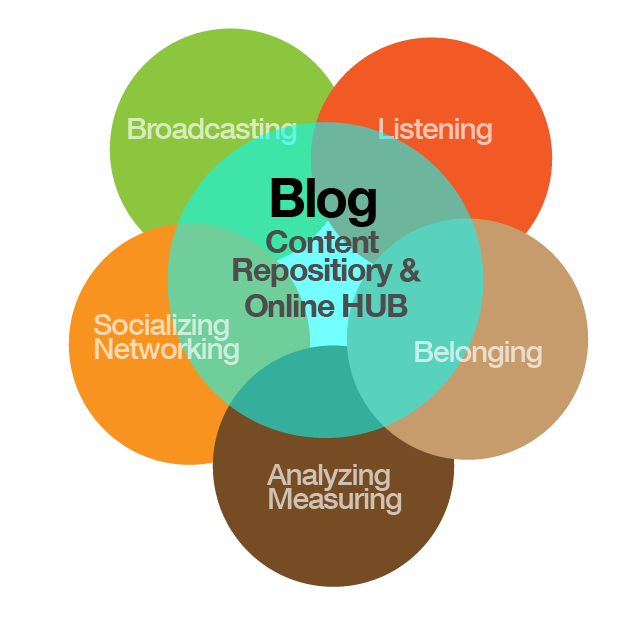 Broadcasting
Listening
Blog
Content
Repositiory &
Online HUB
Socializing
Networking
Belonging
Analyzing
Measuring